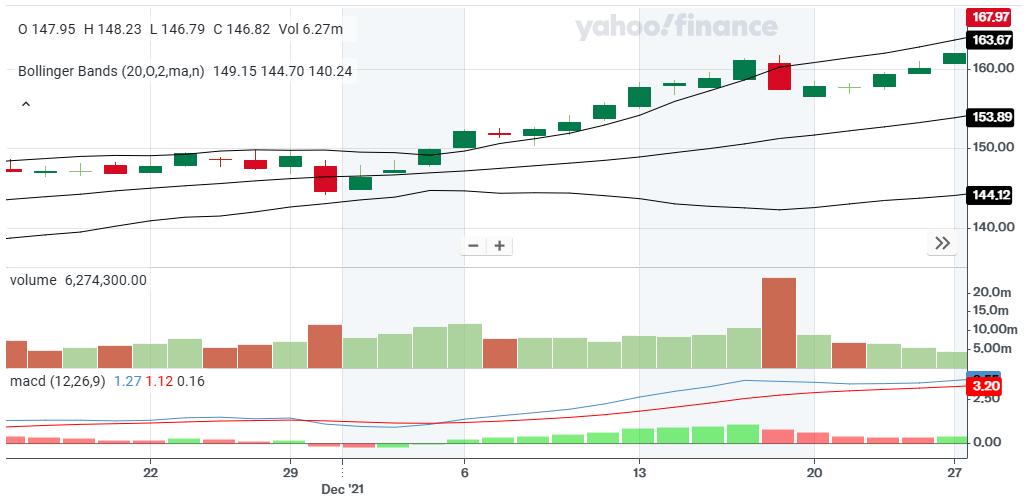 O 147.95 H 148.23 L 146.79 C 146.82 Vol 6.27m
yahoo!finance
167.97
163.67
Bollinger Bands (20,O,2,ma,n) 149.15 144.70 140.24
160.00
153.89
150.00
144.12
140.00
volume 6,274,300.00
20.0m
15.0m
10.00m
5.00m
macd (12,26,9) 1.27 1.12 0.16
3.20
2.50
0.00
22 29 6 13 20 27
Dec '21